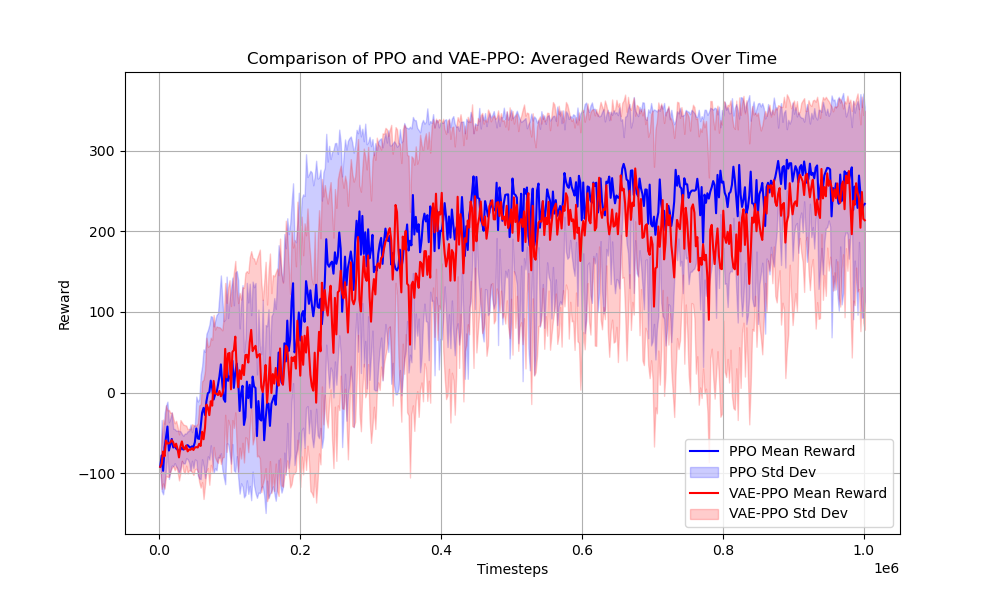 Comparison of PPO and VAE-PPO: Averaged Rewards Over Time
Reward
300
200
100
0
−100
PPO Mean Reward
PPO Std Dev
VAE-PPO Mean Reward
VAE-PPO Std Dev
0.0 0.2 0.4 0.6 0.8 1.0
1e6
Timesteps